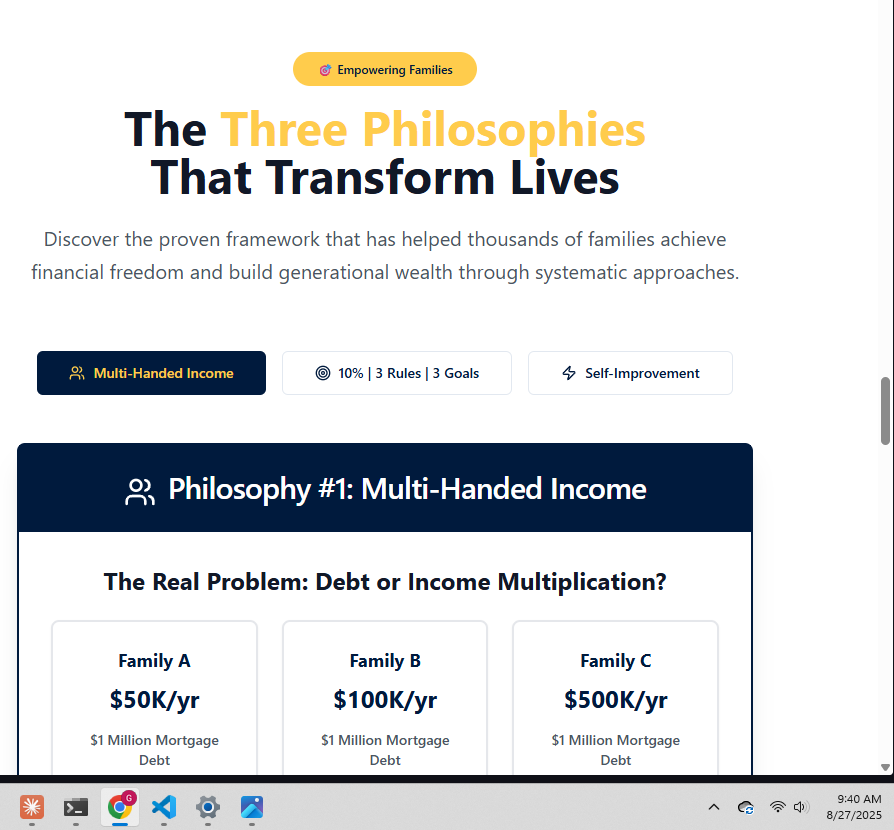 Empowering Families
The Three Philosophies
That Transform Lives
Discover the proven framework that has helped thousands of families achieve
financial freedom and build generational wealth through systematic approaches.
Multi-Handed Income
10% | 3 Rules | 3 Goals
Self-Improvement
Philosophy #1: Multi-Handed Income
The Real Problem: Debt or Income Multiplication?
Family A
$50K/yr
$1 Million Mortgage
Debt
Family B
$100K/yr
$1 Million Mortgage
Debt
Family C
$500K/yr
$1 Million Mortgage
Debt
G
9:40 AM
8/27/2025